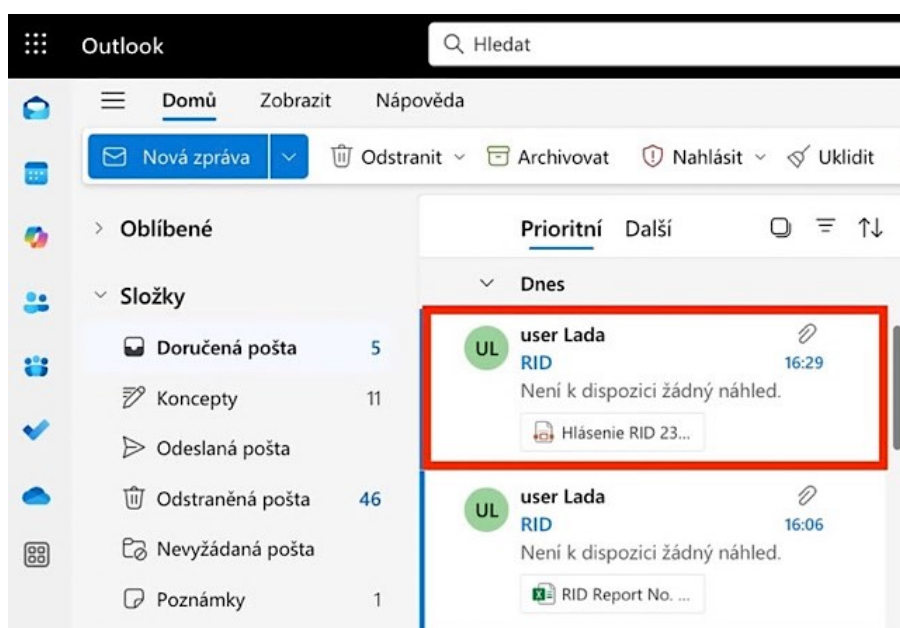 Outlook
Hledat
Domů Zobrazit Nápověda
Nová zpráva Odstranit Archivovat Nahlásit Uklidit
Oblíbené
Složky
Doručená pošta 5
Koncepty 11
Odeslaná pošta
Odstraněná pošta 46
Nevyžádaná pošta
Poznámky 1
Prioritní Další
Dnes
UL
user Lada
RID 16:29
Není k dispozici žádný náhled.
Hlásenie RID 23...
UL
user Lada
RID 16:06
Není k dispozici žádný náhled.
RID Report No. ...